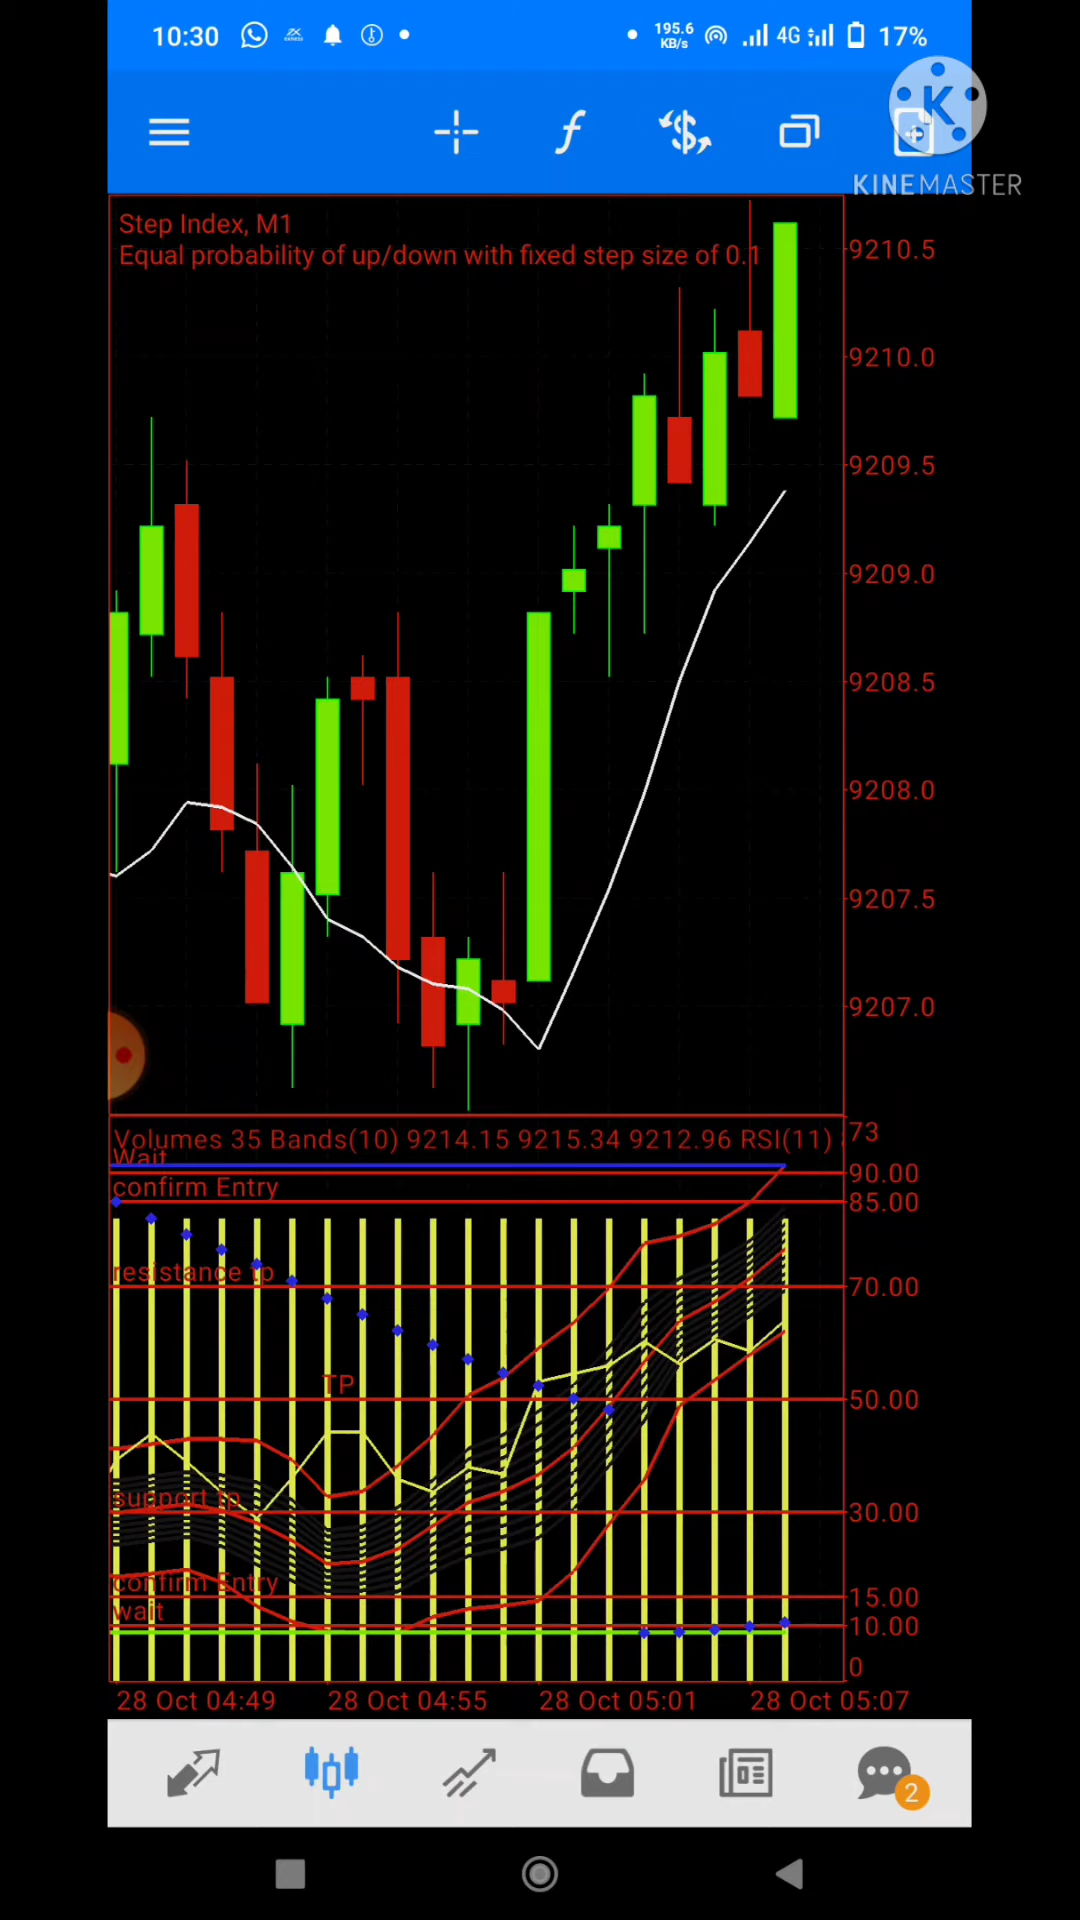 10:30
195.6
KB/s
4G
17%
K
KINEMASTER
Step Index, M1
Equal probability of up/down with fixed step size of 0.1
9210.5
9210.0
9209.5
9209.0
9208.5
9208.0
9207.5
9207.0
Volumes 35 Bands(10) 9214.15 9215.34 9212.96 RSI(11)
73
Wait
90.00
confirm Entry
85.00
resistance tp
70.00
TP
50.00
support tp
30.00
confirm Entry
15.00
wait
10.00
0
28 Oct 04:49
28 Oct 04:55
28 Oct 05:01
28 Oct 05:07
2